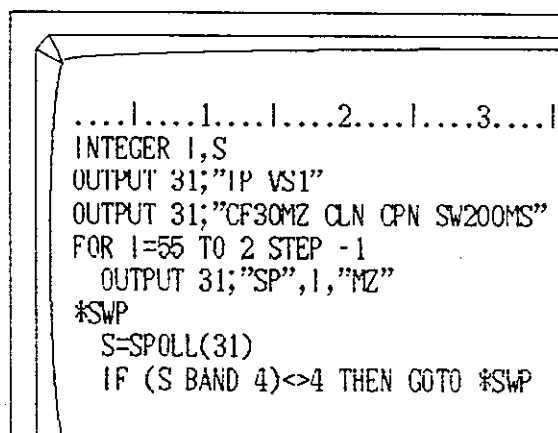 ....|....1....|....2....|....3....|
INTEGER I,S
OUTPUT 31;"IP VS1"
OUTPUT 31;"CF30MZ CLN CPN SW200MS"
FOR I=55 TO 2 STEP -1
OUTPUT 31;"SP",I,"MZ"
*SWP
S=SPOLL(31)
IF (S BAND 4)<>4 THEN GOTO *SWP